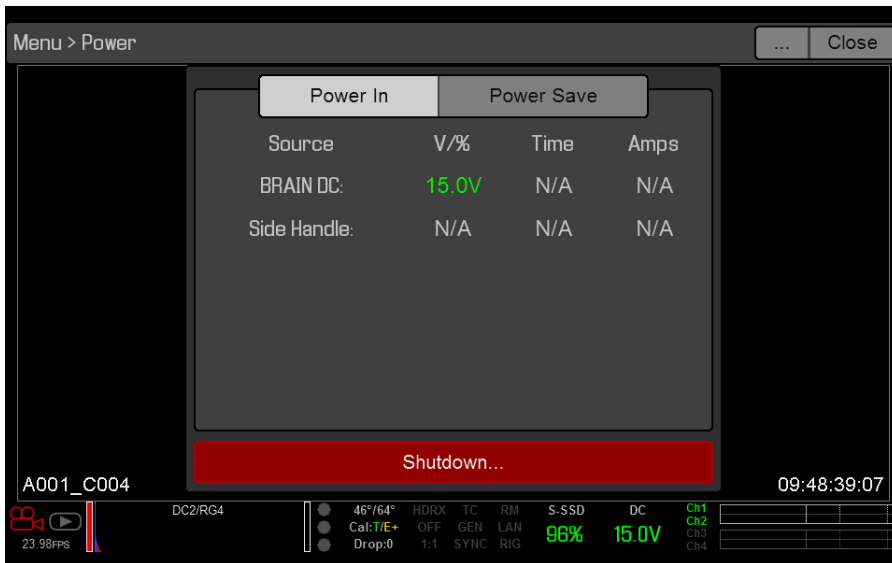 Menu > Power ... Close
Power In Power Save
Source V/% Time Amps
BRAIN DC: 15.0V N/A N/A
Side Handle: N/A N/A N/A
Shutdown...
A001_C004 09:48:39:07
23.98FPS
DC2/RG4
46°/64° HDRX TC RM S-SSD DC Ch1
Cal:T/E+ OFF GEN LAN 96% 15.0V Ch2
Drop:0 1:1 SYNC RIG Ch3
Ch4